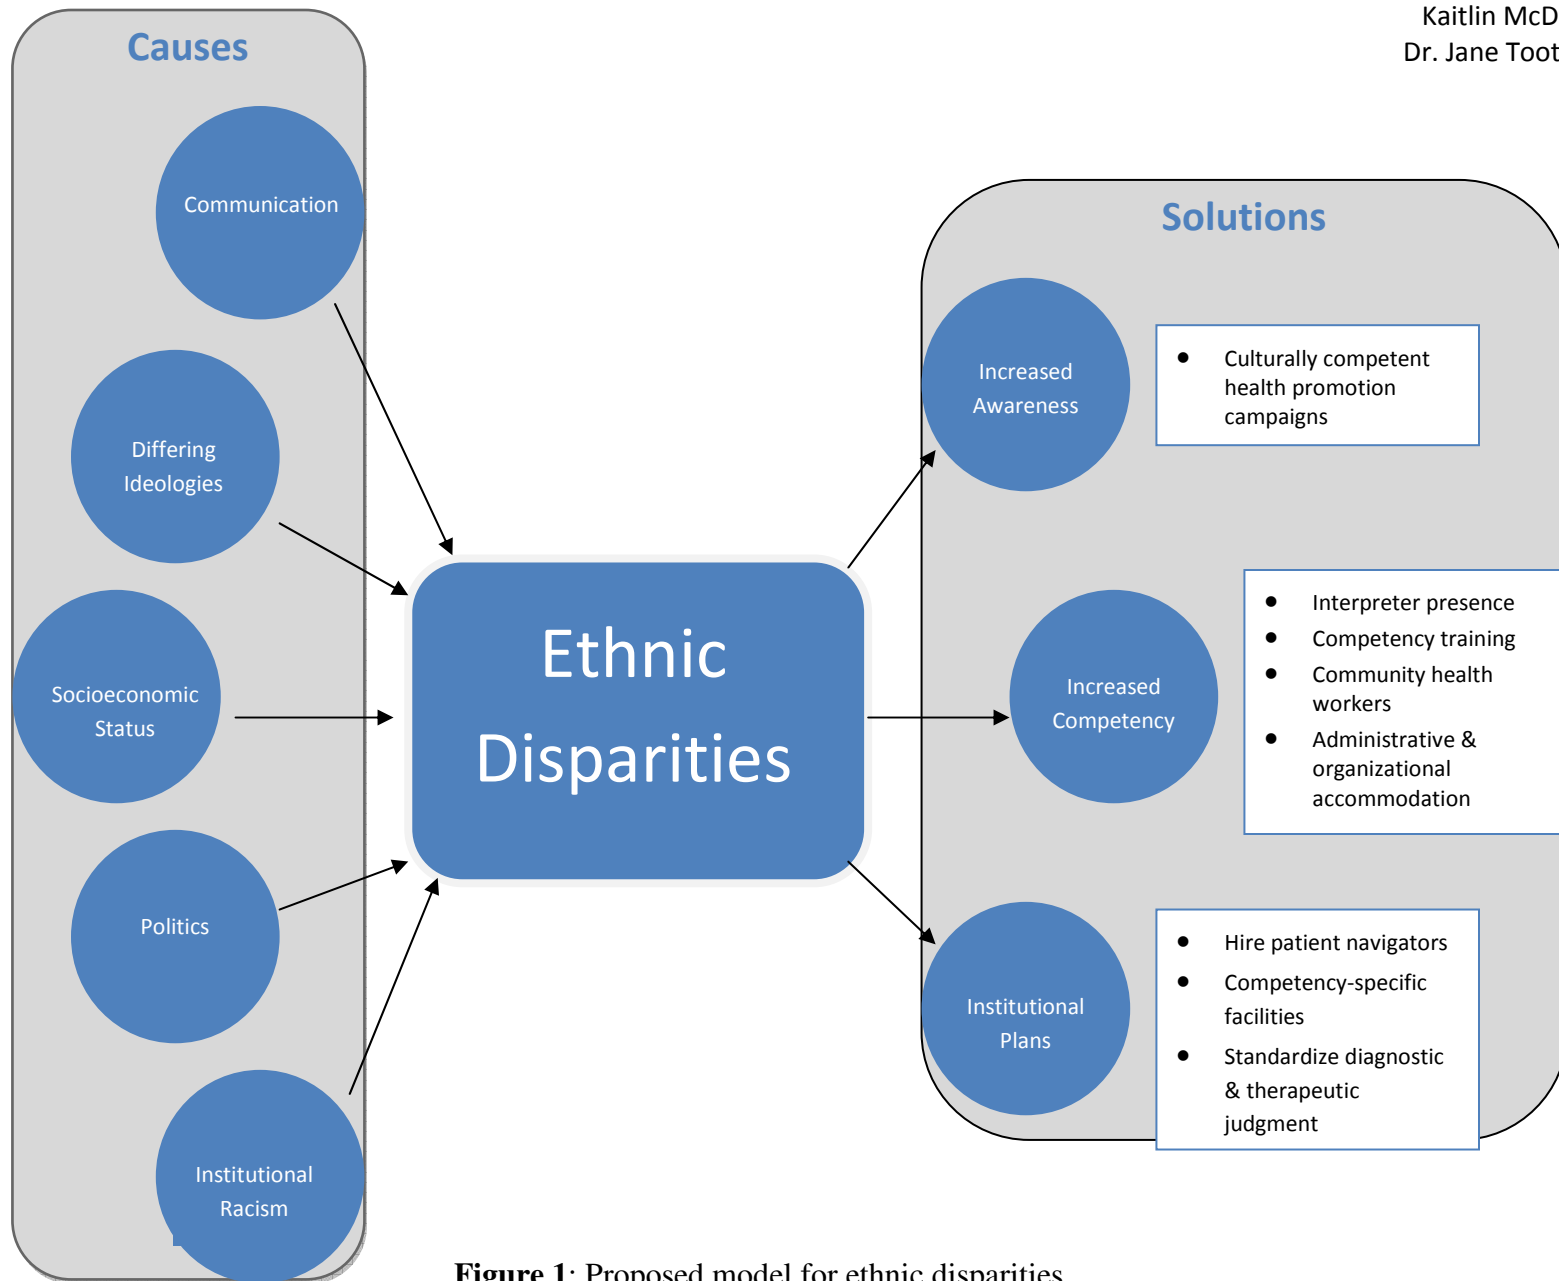 Kaitlin McD
Dr. Jane Toot
Causes
Communication
Differing
Ideologies
Socioeconomic
Status
Politics
Institutional
Racism
Ethnic
Disparities
Solutions
Increased
Awareness
• Culturally competent
health promotion
campaigns
Increased
Competency
• Interpreter presence
• Competency training
• Community health
workers
• Administrative &
organizational
accommodation
Institutional
Plans
• Hire patient navigators
• Competency-specific
facilities
• Standardize diagnostic
& therapeutic
judgment
Figure 1: Proposed model for ethnic disparities